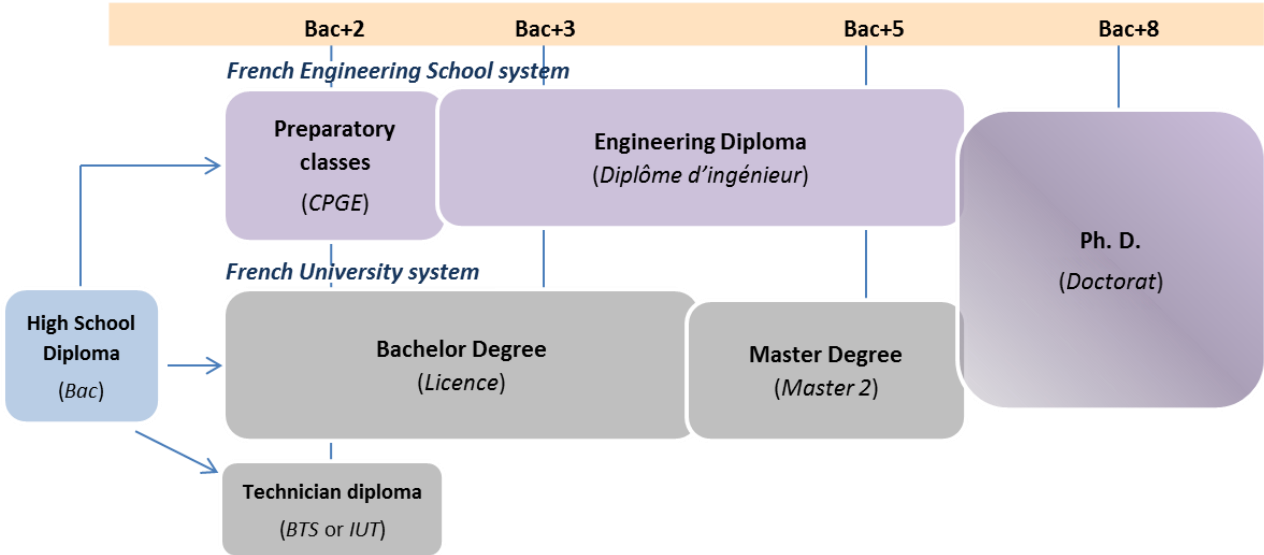 Bac+2 Bac+3 Bac+5 Bac+8
French Engineering School system
Preparatory
classes
(CPGE)
Engineering Diploma
(Diplôme d’ingénieur)
Ph. D.
(Doctorat)
French University system
High School
Diploma
(Bac)
Bachelor Degree
(Licence)
Master Degree
(Master 2)
Technician diploma
(BTS or IUT)